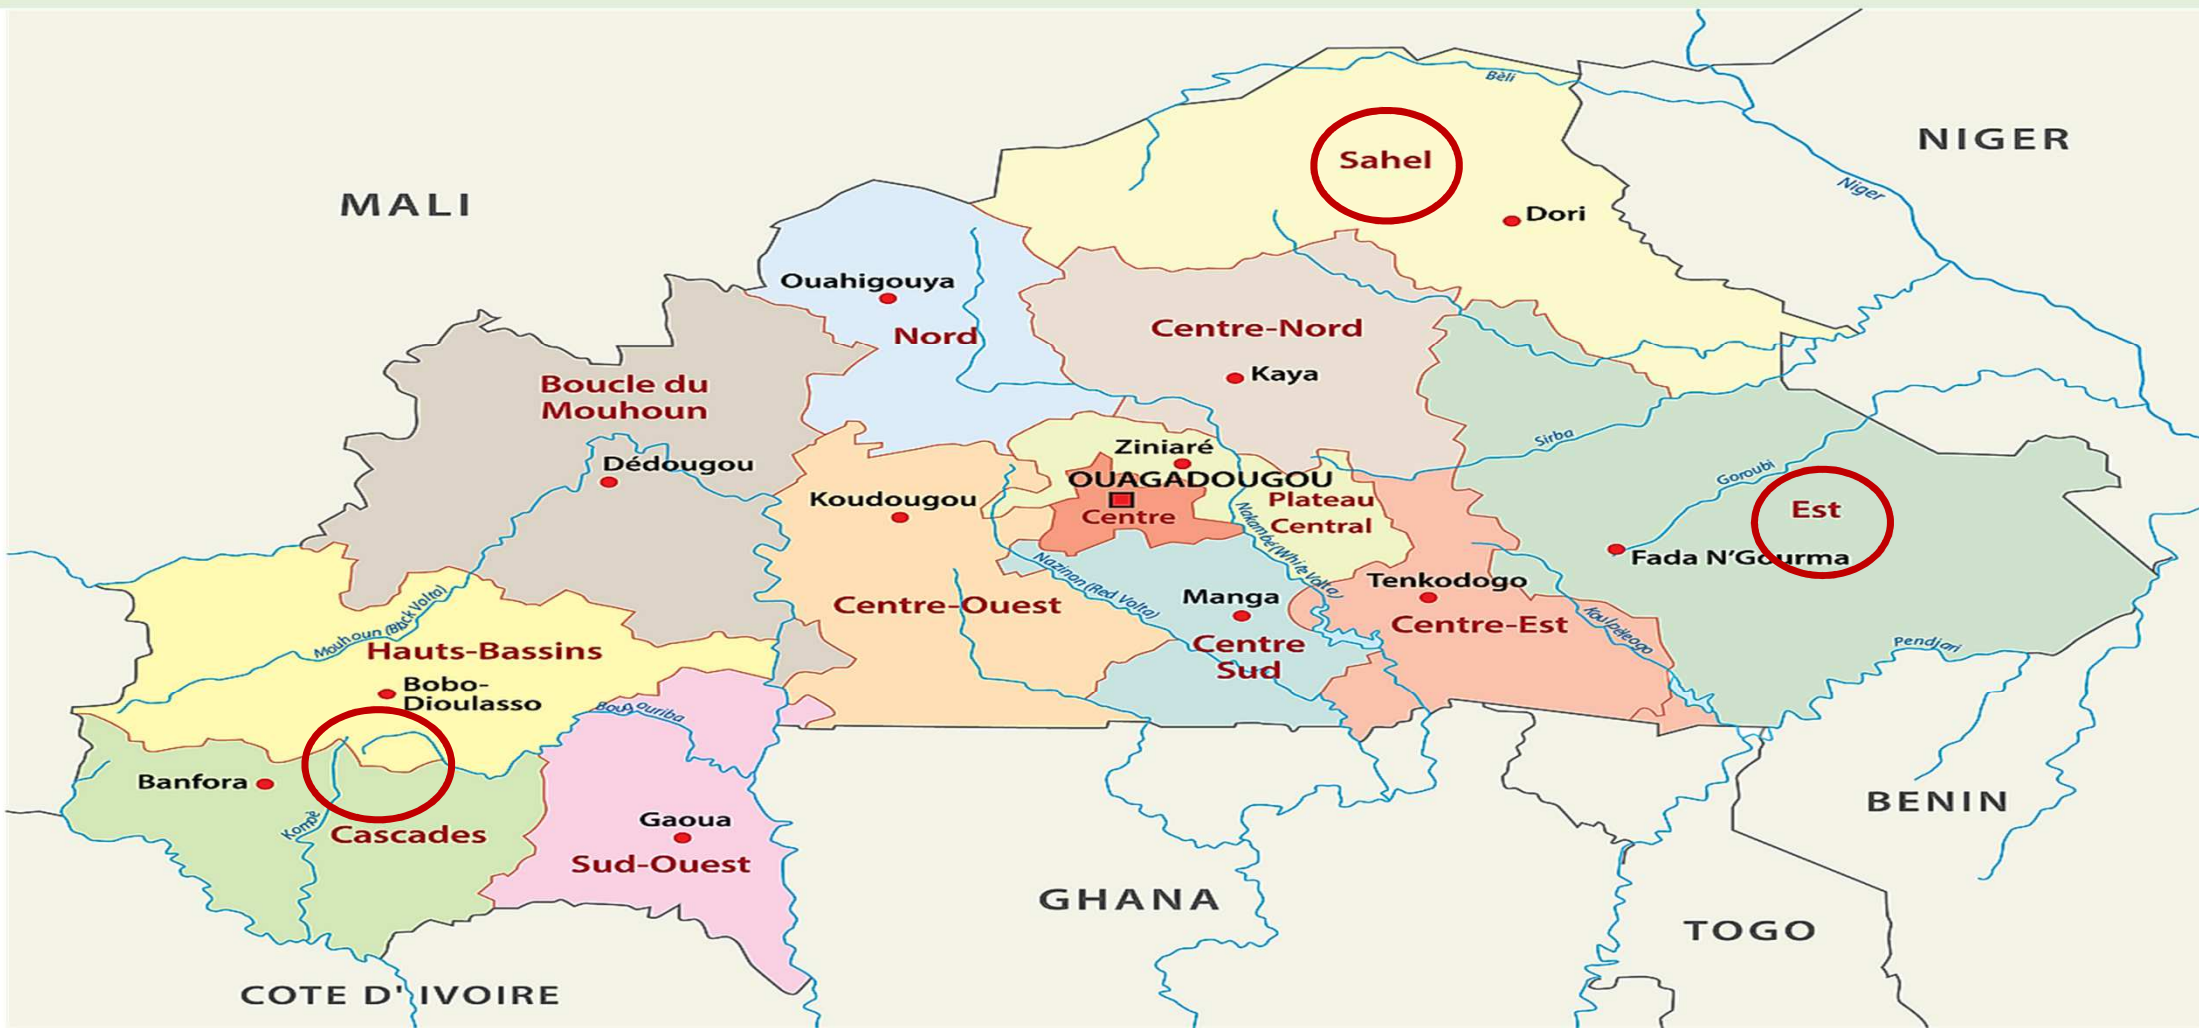 Bèli
NIGER
Sahel
MALI
Niger
Dori
Ouahigouya
Nord
Centre-Nord
Kaya
Boucle du
Mouhoun
Sirba
Ziniaré
Dédougou
OUAGADOUGOU
Goroubi
Koudougou
Plateau
Central
Centre
Est
Nakambé (White Volta)
Fada N'Gourma
Nazinon (Red Volta)
Tenkodogo
Manga
Centre-Ouest
Centre-Est
Mouhoun (Black Volta)
Pendjari
Hauts-Bassins
Centre
Sud
Bobo-
Dioulasso
Banfora
BENIN
Gaoua
Cascades
Sud-Ouest
GHANA
TOGO
COTE D' IVOIRE